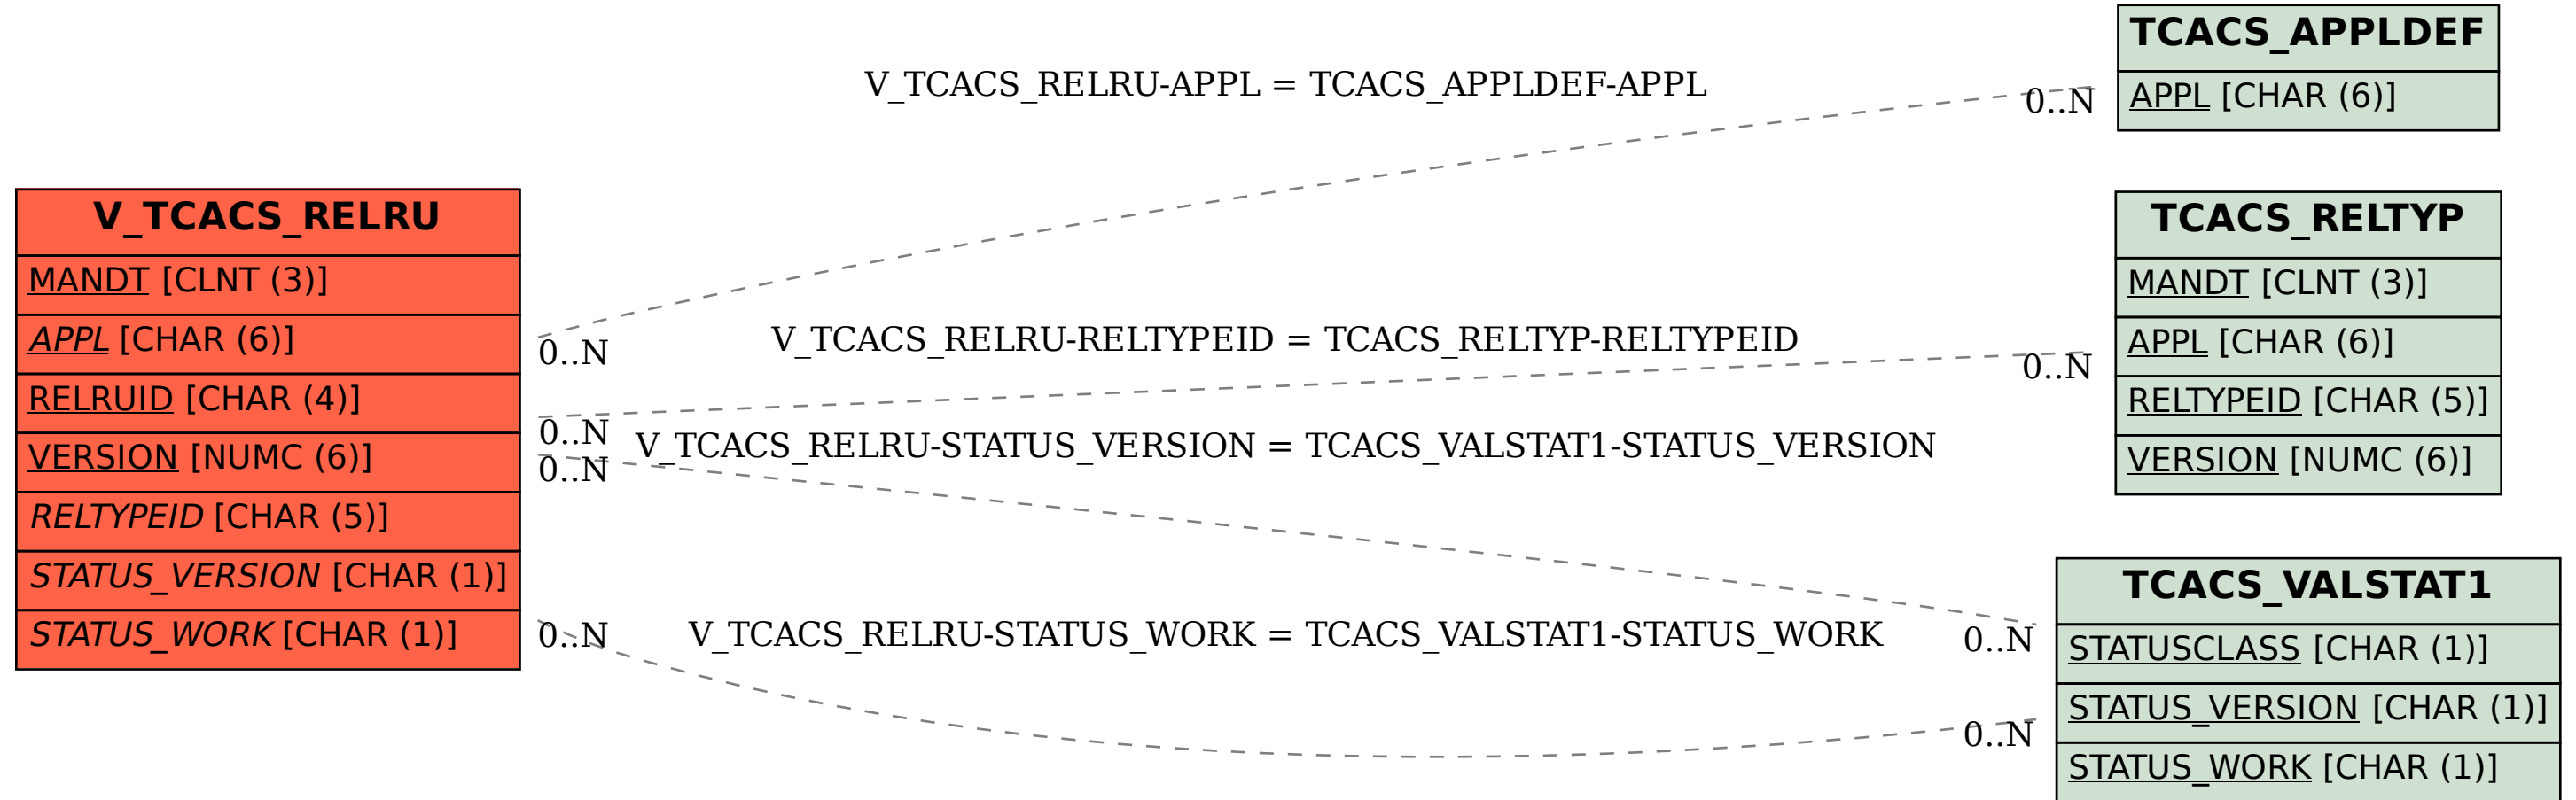 V_TCACS_RELRU
MANDT [CLNT (3)]
APPL [CHAR (6)]
RELRUID [CHAR (4)]
VERSION [NUMC (6)]
RELTYPEID [CHAR (5)]
STATUS_VERSION [CHAR (1)]
STATUS_WORK [CHAR (1)]
V_TCACS_RELRU-APPL = TCACS_APPLDEF-APPL
0..N
0..N
V_TCACS_RELRU-RELTYPEID = TCACS_RELTYP-RELTYPEID
0..N
0..N
V_TCACS_RELRU-STATUS_VERSION = TCACS_VALSTAT1-STATUS_VERSION
0..N
0..N
V_TCACS_RELRU-STATUS_WORK = TCACS_VALSTAT1-STATUS_WORK
0..N
0..N
TCACS_APPLDEF
APPL [CHAR (6)]
TCACS_RELTYP
MANDT [CLNT (3)]
APPL [CHAR (6)]
RELTYPEID [CHAR (5)]
VERSION [NUMC (6)]
TCACS_VALSTAT1
STATUSCLASS [CHAR (1)]
STATUS_VERSION [CHAR (1)]
STATUS_WORK [CHAR (1)]